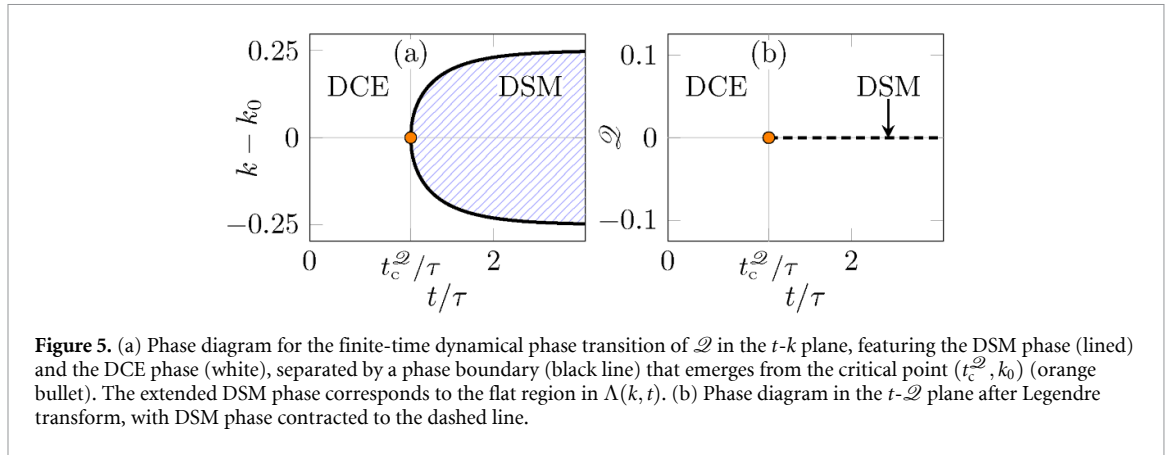 0.25
0
−0.25
k − k₀
(a)
DCE
DSM
0
t_c^𝒬/τ
2
t/τ
0.1
0
−0.1
𝒬
(b)
DCE
DSM
0
t_c^𝒬/τ
2
t/τ
Figure 5. (a) Phase diagram for the finite-time dynamical phase transition of 𝒬 in the t-k plane, featuring the DSM phase (lined)
and the DCE phase (white), separated by a phase boundary (black line) that emerges from the critical point (t_c^𝒬, k₀) (orange
bullet). The extended DSM phase corresponds to the flat region in Λ(k, t). (b) Phase diagram in the t-𝒬 plane after Legendre
transform, with DSM phase contracted to the dashed line.